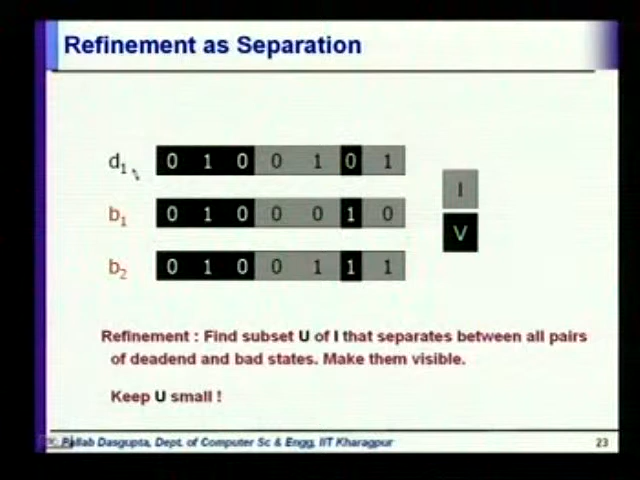 Refinement as Separation
d1 0 1 0 0 1 0 1
I
b1 0 1 0 0 0 1 0
V
b2 0 1 0 0 1 1 1
Refinement : Find subset U of I that separates between all pairs
of deadend and bad states. Make them visible.
Keep U small !
Pallab Dasgupta, Dept. of Computer Sc & Engg, IIT Kharagpur 23